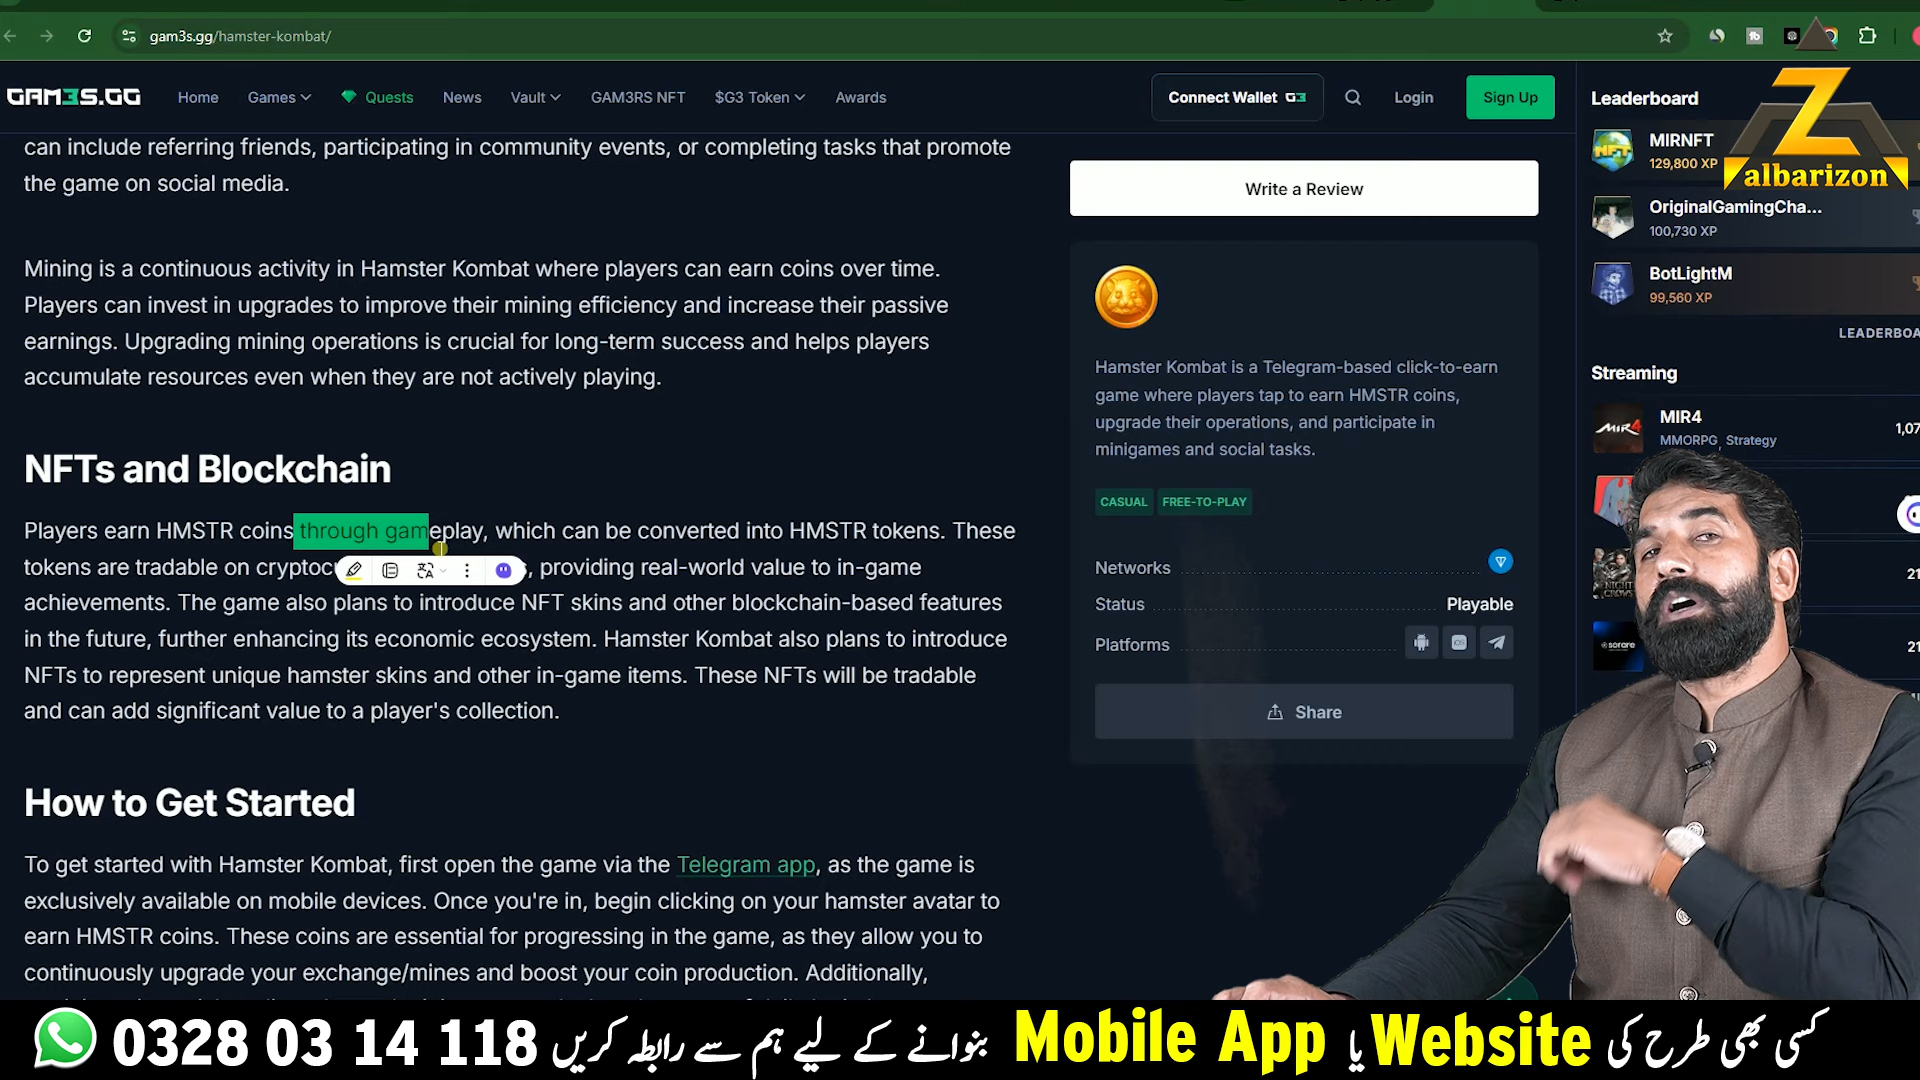 gam3s.gg/hamster-kombat/
GAM3S.GG
Home
Games
Quests
News
Vault
GAM3RS NFT
$G3 Token
Awards
Connect Wallet G3
Login
Sign Up
can include referring friends, participating in community events, or completing tasks that promote
the game on social media.
Mining is a continuous activity in Hamster Kombat where players can earn coins over time.
Players can invest in upgrades to improve their mining efficiency and increase their passive
earnings. Upgrading mining operations is crucial for long-term success and helps players
accumulate resources even when they are not actively playing.
NFTs and Blockchain
Players earn HMSTR coins through gameplay, which can be converted into HMSTR tokens. These
tokens are tradable on , providing real-world value to in-game
achievements. The game also plans to introduce NFT skins and other blockchain-based features
in the future, further enhancing its economic ecosystem. Hamster Kombat also plans to introduce
NFTs to represent unique hamster skins and other in-game items. These NFTs will be tradable
and can add significant value to a player's collection.
How to Get Started
To get started with Hamster Kombat, first open the game via the Telegram app, as the game is
exclusively available on mobile devices. Once you're in, begin clicking on your hamster avatar to
earn HMSTR coins. These coins are essential for progressing in the game, as they allow you to
continuously upgrade your exchange/mines and boost your coin production. Additionally,
Write a Review
Hamster Kombat is a Telegram-based click-to-earn
game where players tap to earn HMSTR coins,
upgrade their operations, and participate in
minigames and social tasks.
CASUAL
FREE-TO-PLAY
Networks
Status
Playable
Platforms
Share
Leaderboard
MIRNFT
129,800 XP
OriginalGamingCha...
100,730 XP
BotLightM
99,560 XP
LEADERBOA
Streaming
MIR4
MMORPG, Strategy
1,07
21
sorare
21
Z
albarizon
کسی بھی طرح کی Website یا Mobile App بنوانے کے لیے ہم سے رابطہ کریں 0328 03 14 118